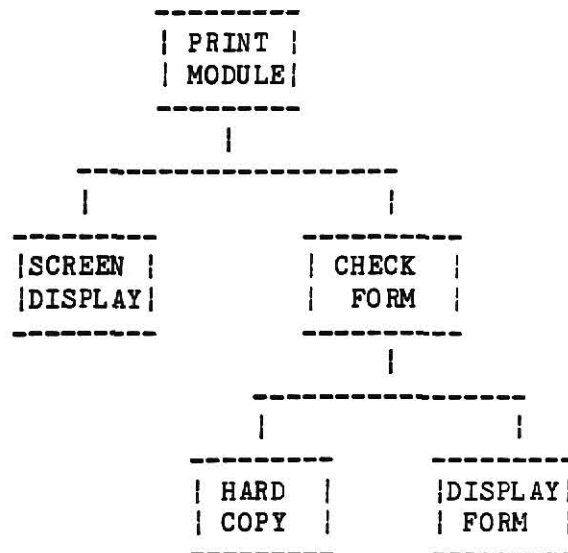 PRINT
MODULE
SCREEN
DISPLAY
CHECK
FORM
HARD
COPY
DISPLAY
FORM